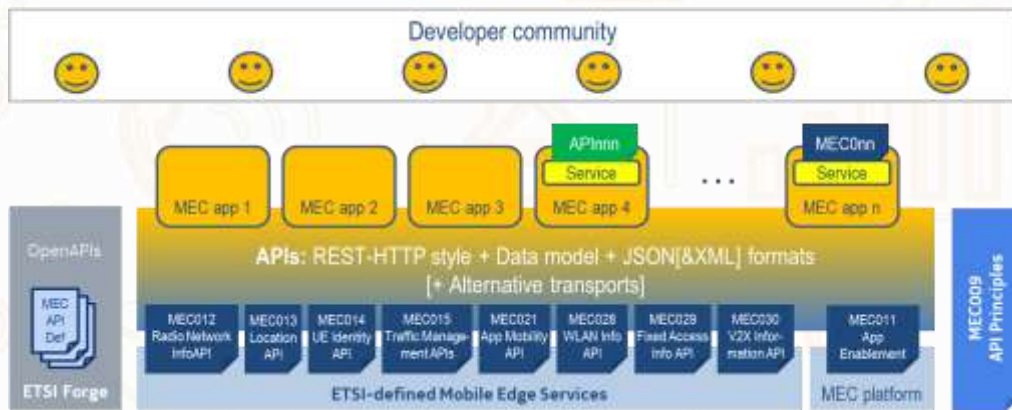 Developer community
APInnn
Service
MEC0nn
Service
MEC app 1
MEC app 2
MEC app 3
MEC app 4
...
MEC app n
OpenAPIs
MEC
API
Def
ETSI Forge
APIs: REST-HTTP style + Data model + JSON[&XML] formats
[+ Alternative transports]
MEC012
Radio Network
InfoAPI
MEC013
Location
API
MEC014
UE Identity
API
MEC015
Traffic Manage-
ment APIs
MEC021
App Mobility
API
MEC028
WLAN Info
API
MEC029
Fixed Access
Info API
MEC030
V2X Infor-
mation API
MEC011
App
Enablement
ETSI-defined Mobile Edge Services
MEC platform
MEC009
API Principles